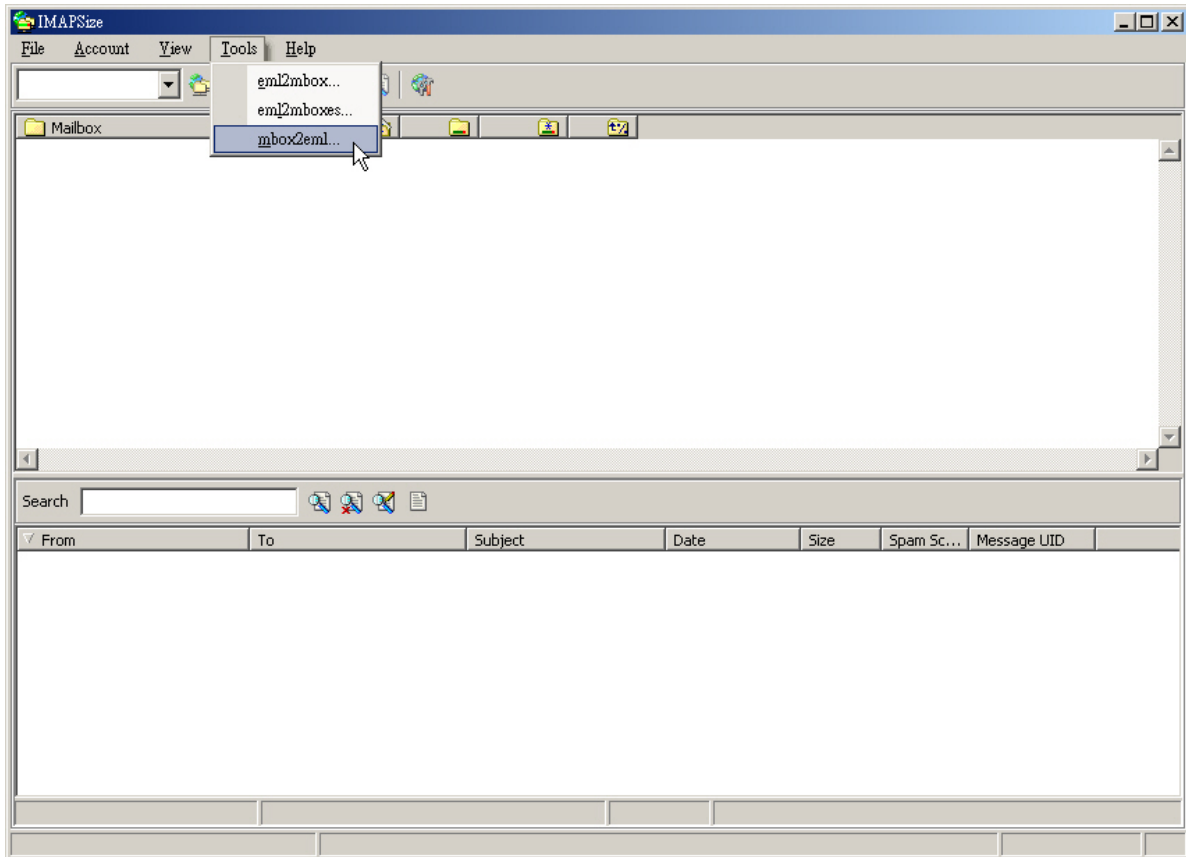 IMAPSize
File Account View Tools Help
eml2mbox...
eml2mboxes...
mbox2eml...
Mailbox
Search
From To Subject Date Size Spam Sc... Message UID